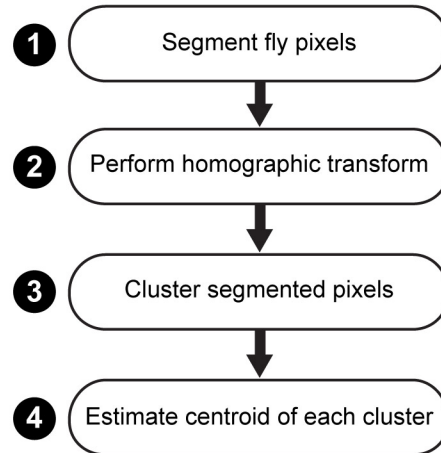 1 Segment fly pixels
2 Perform homographic transform
3 Cluster segmented pixels
4 Estimate centroid of each cluster